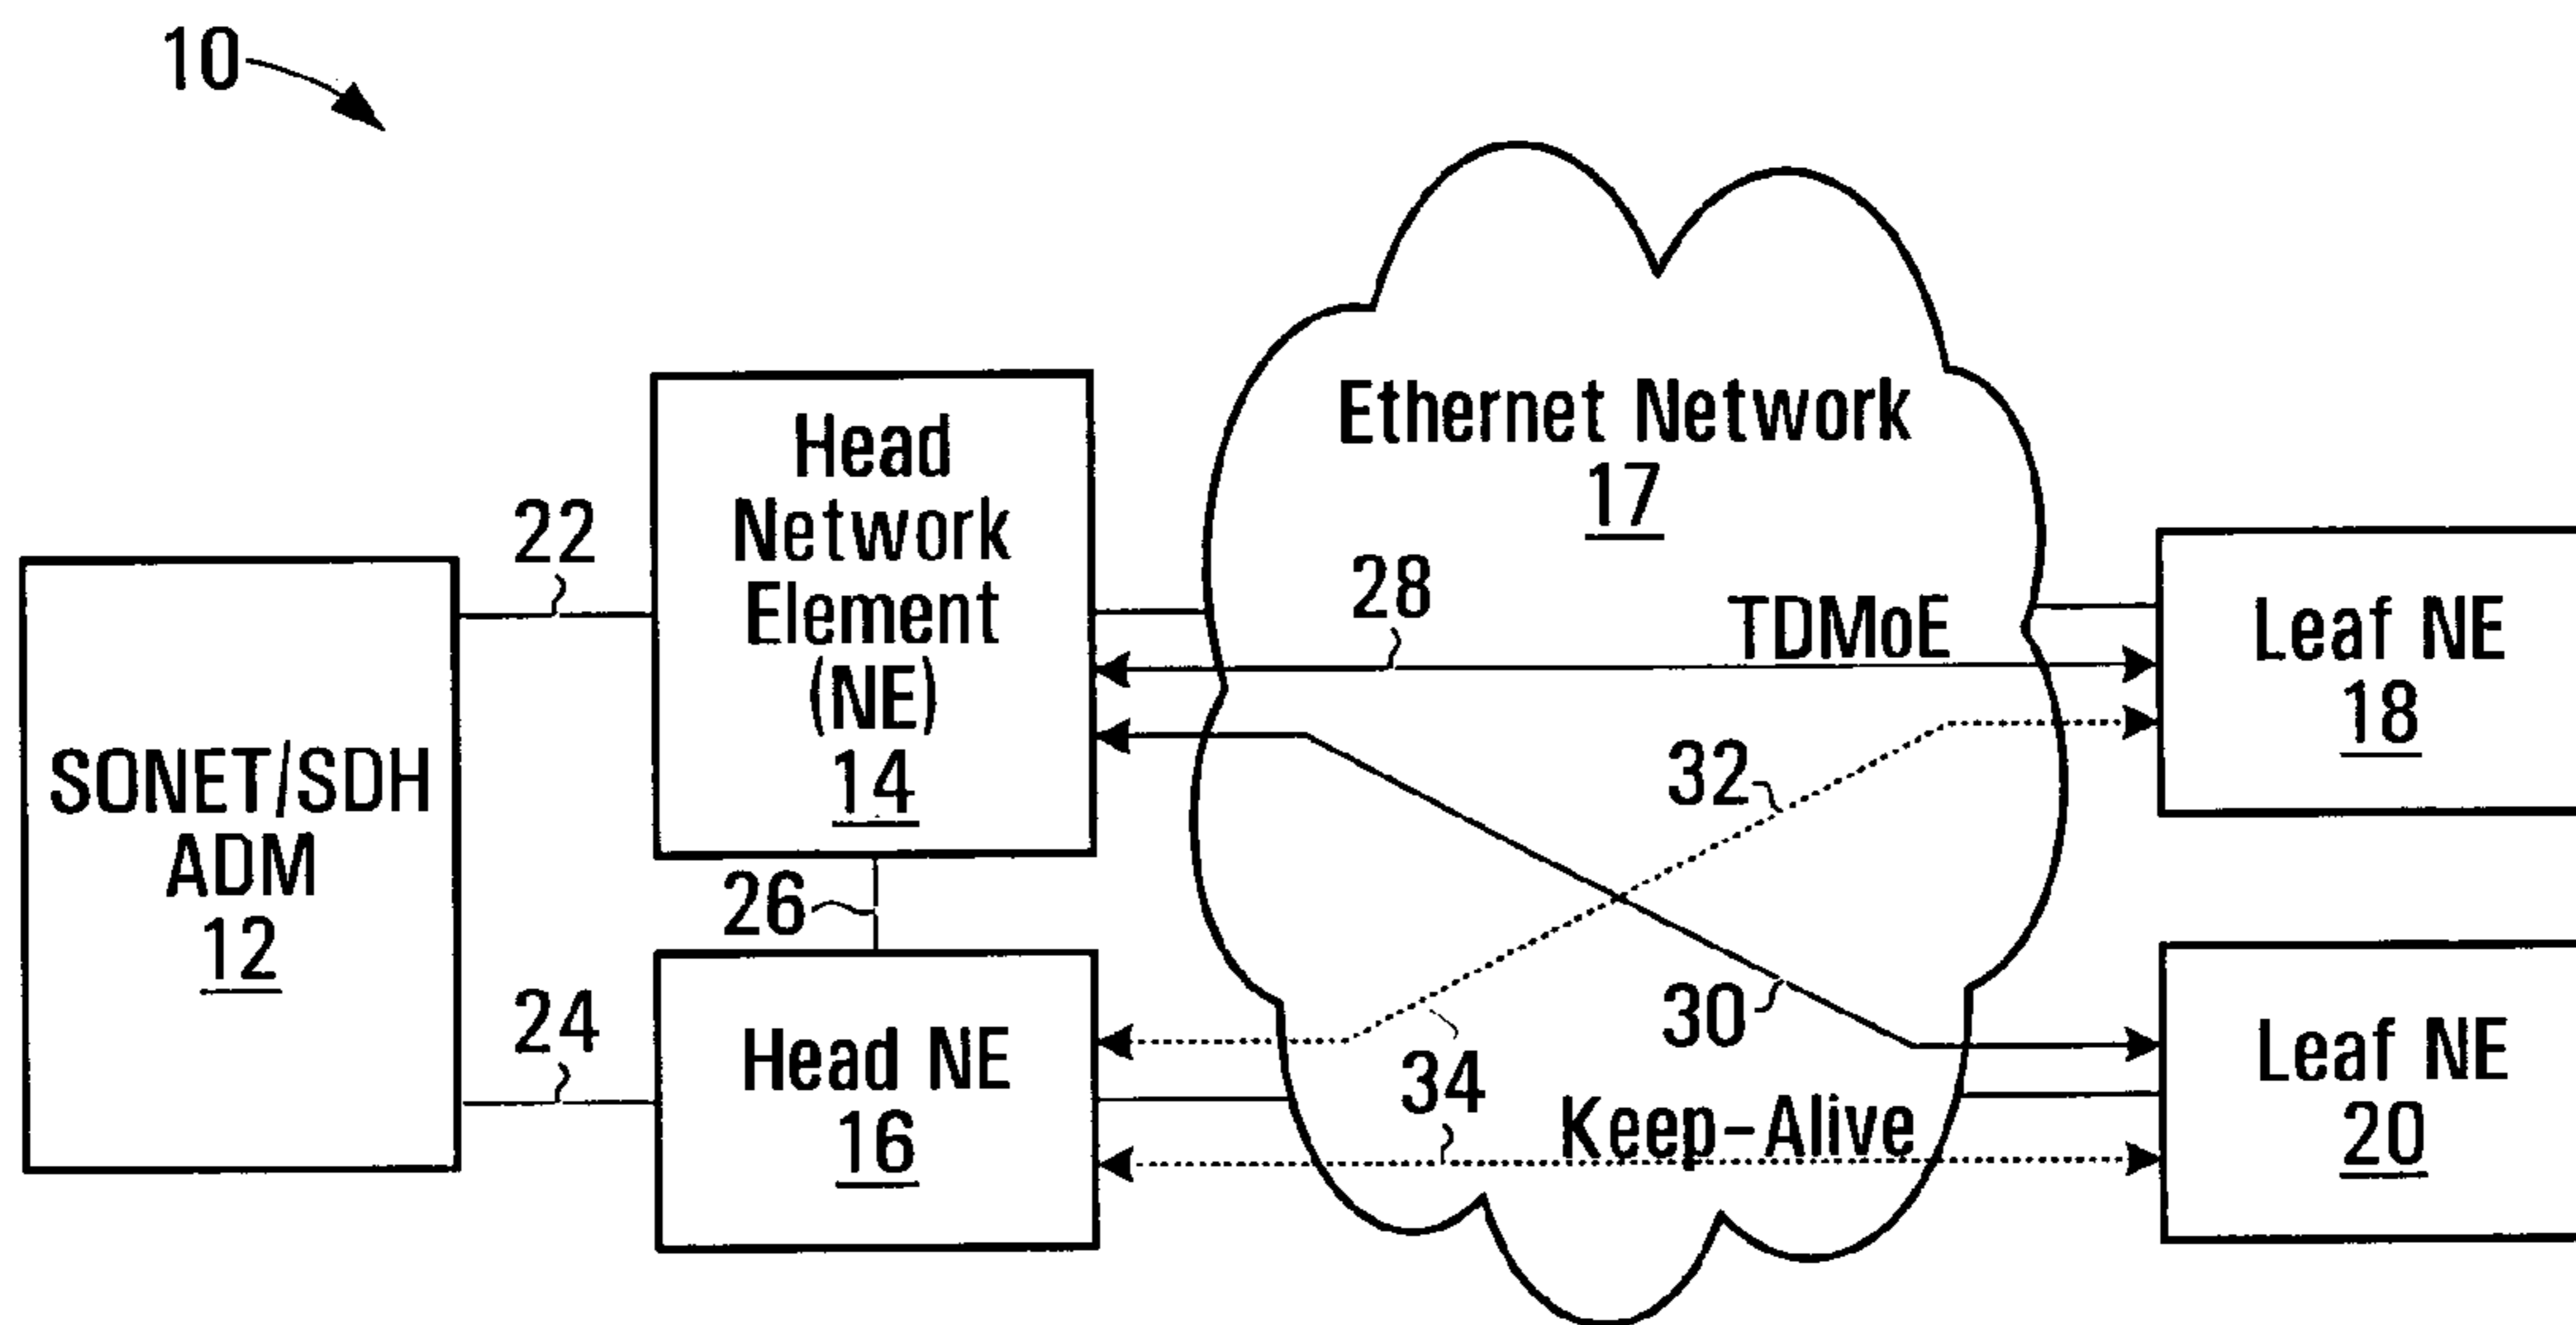 10
Head
Network
Element
(NE)
14
Ethernet Network
17
22
28
TDMoE
Leaf NE
18
SONET/SDH
ADM
12
32
26
24
Head NE
16
34
30
Keep-Alive
Leaf NE
20